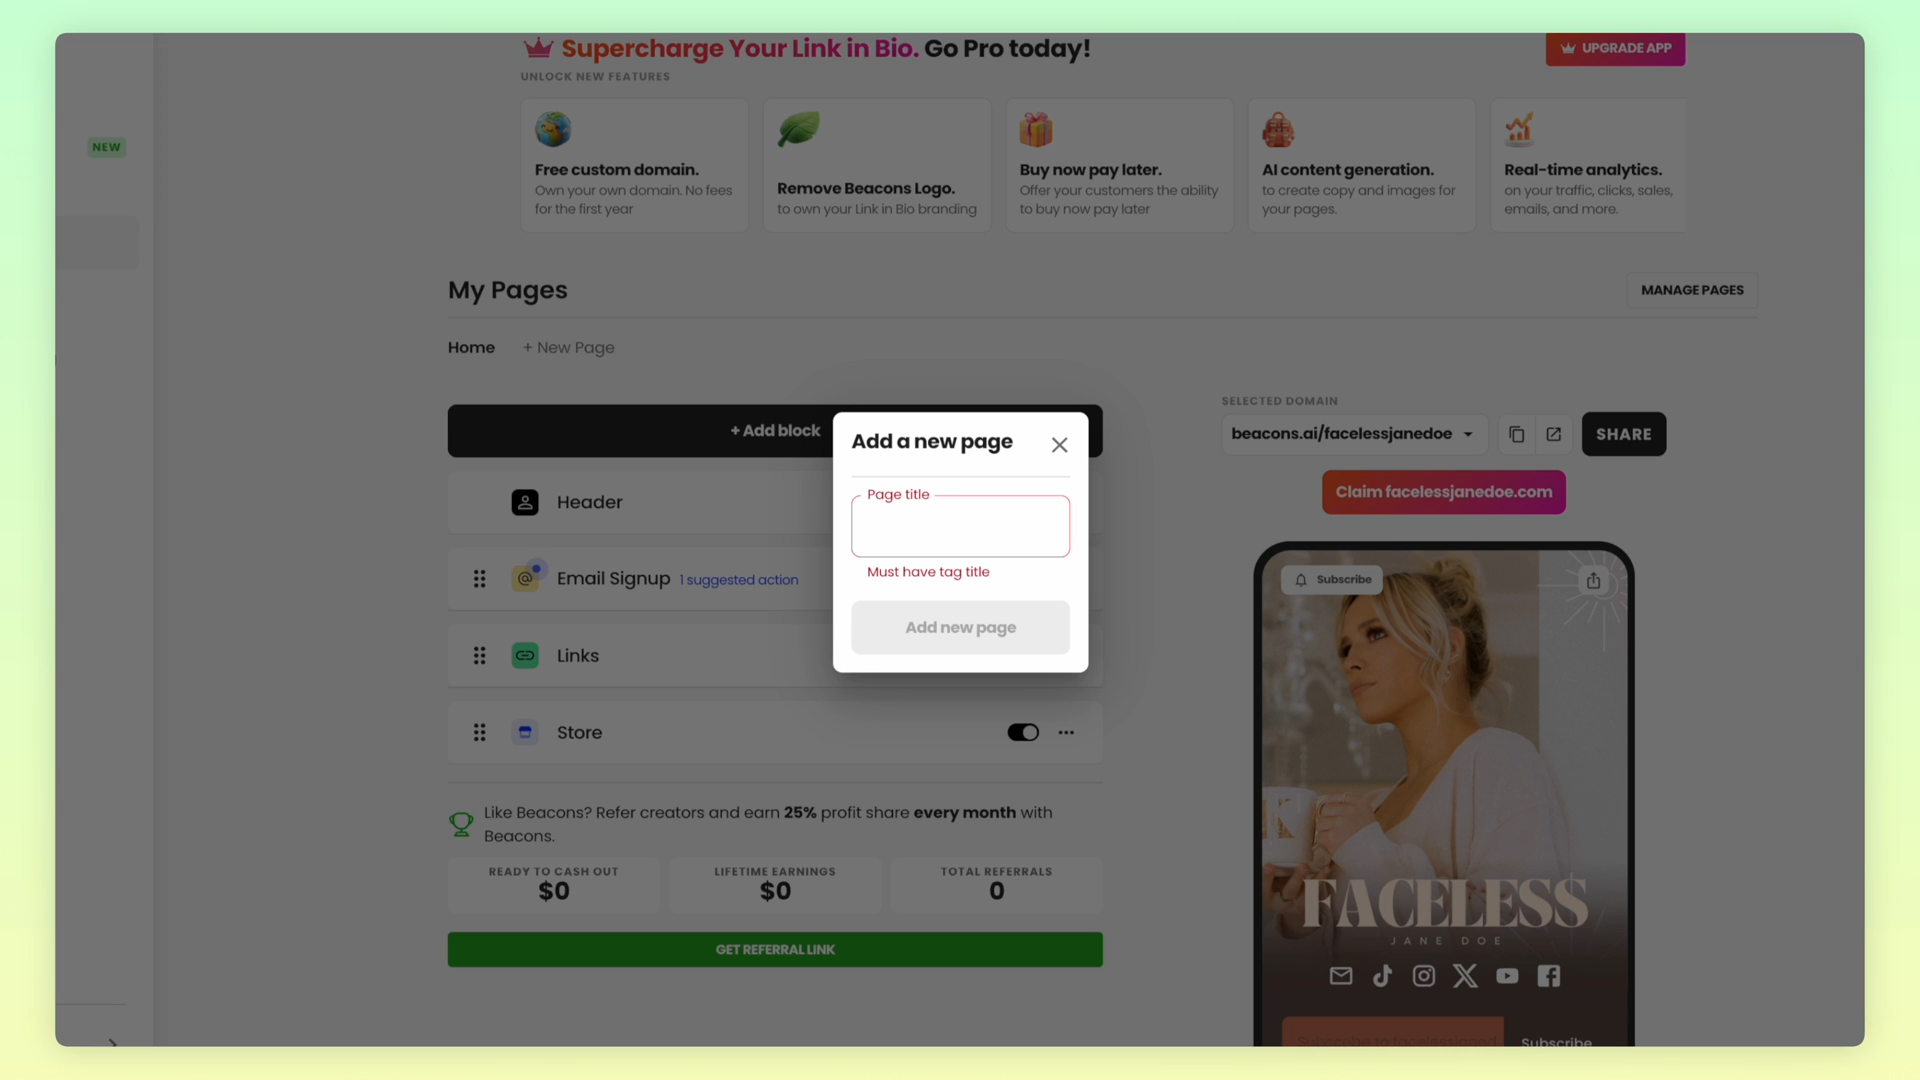 Supercharge Your Link in Bio. Go Pro today!
UPGRADE APP
UNLOCK NEW FEATURES
NEW
Free custom domain.
Own your own domain. No fees
for the first year
Remove Beacons Logo.
to own your Link in Bio branding
Buy now pay later.
Offer your customers the ability
to buy now pay later
AI content generation.
to create copy and images for
your pages.
Real-time analytics.
on your traffic, clicks, sales,
emails, and more.
My Pages
MANAGE PAGES
Home
+ New Page
+ Add block
Header
Email Signup 1 suggested action
Links
Store
Add a new page
Page title
Must have tag title
Add new page
SELECTED DOMAIN
beacons.ai/facelessjanedoe
SHARE
Claim facelessjanedoe.com
Subscribe
K
FACELESS
JANE DOE
Subscribe
Like Beacons? Refer creators and earn 25% profit share every month with
Beacons.
READY TO CASH OUT
$0
LIFETIME EARNINGS
$0
TOTAL REFERRALS
0
GET REFERRAL LINK